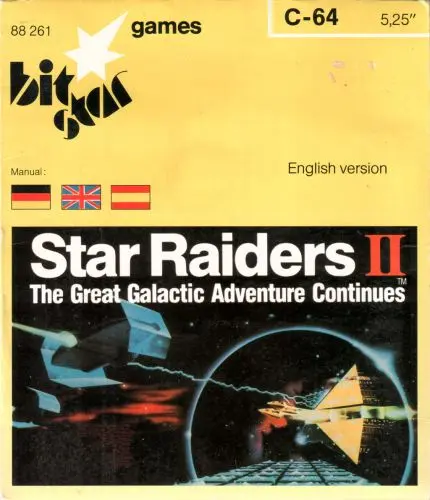 88 261
games
C-64
5,25"
bit
star
Manual:
English version
Star Raiders II
TM
The Great Galactic Adventure Continues